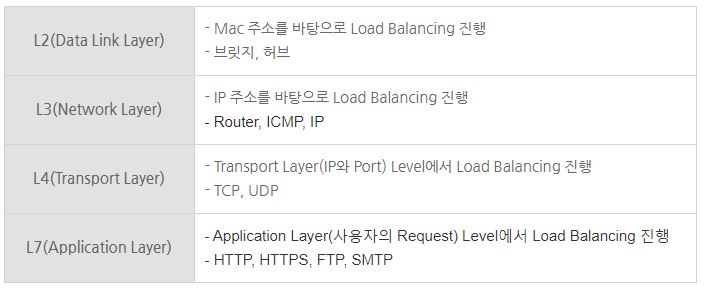 L2(Data Link Layer)
- Mac 주소를 바탕으로 Load Balancing 진행
- 브릿지, 허브
L3(Network Layer)
- IP 주소를 바탕으로 Load Balancing 진행
- Router, ICMP, IP
L4(Transport Layer)
- Transport Layer(IP와 Port) Level에서 Load Balancing 진행
- TCP, UDP
L7(Application Layer)
- Application Layer(사용자의 Request) Level에서 Load Balancing 진행
- HTTP, HTTPS, FTP, SMTP